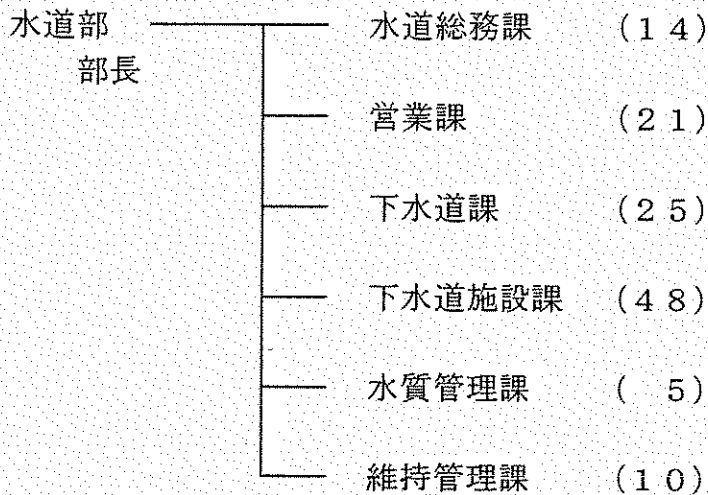 水道部 水道総務課 (14)
部長
営業課 (21)
下水道課 (25)
下水道施設課 (48)
水質管理課 ( 5)
維持管理課 (10)